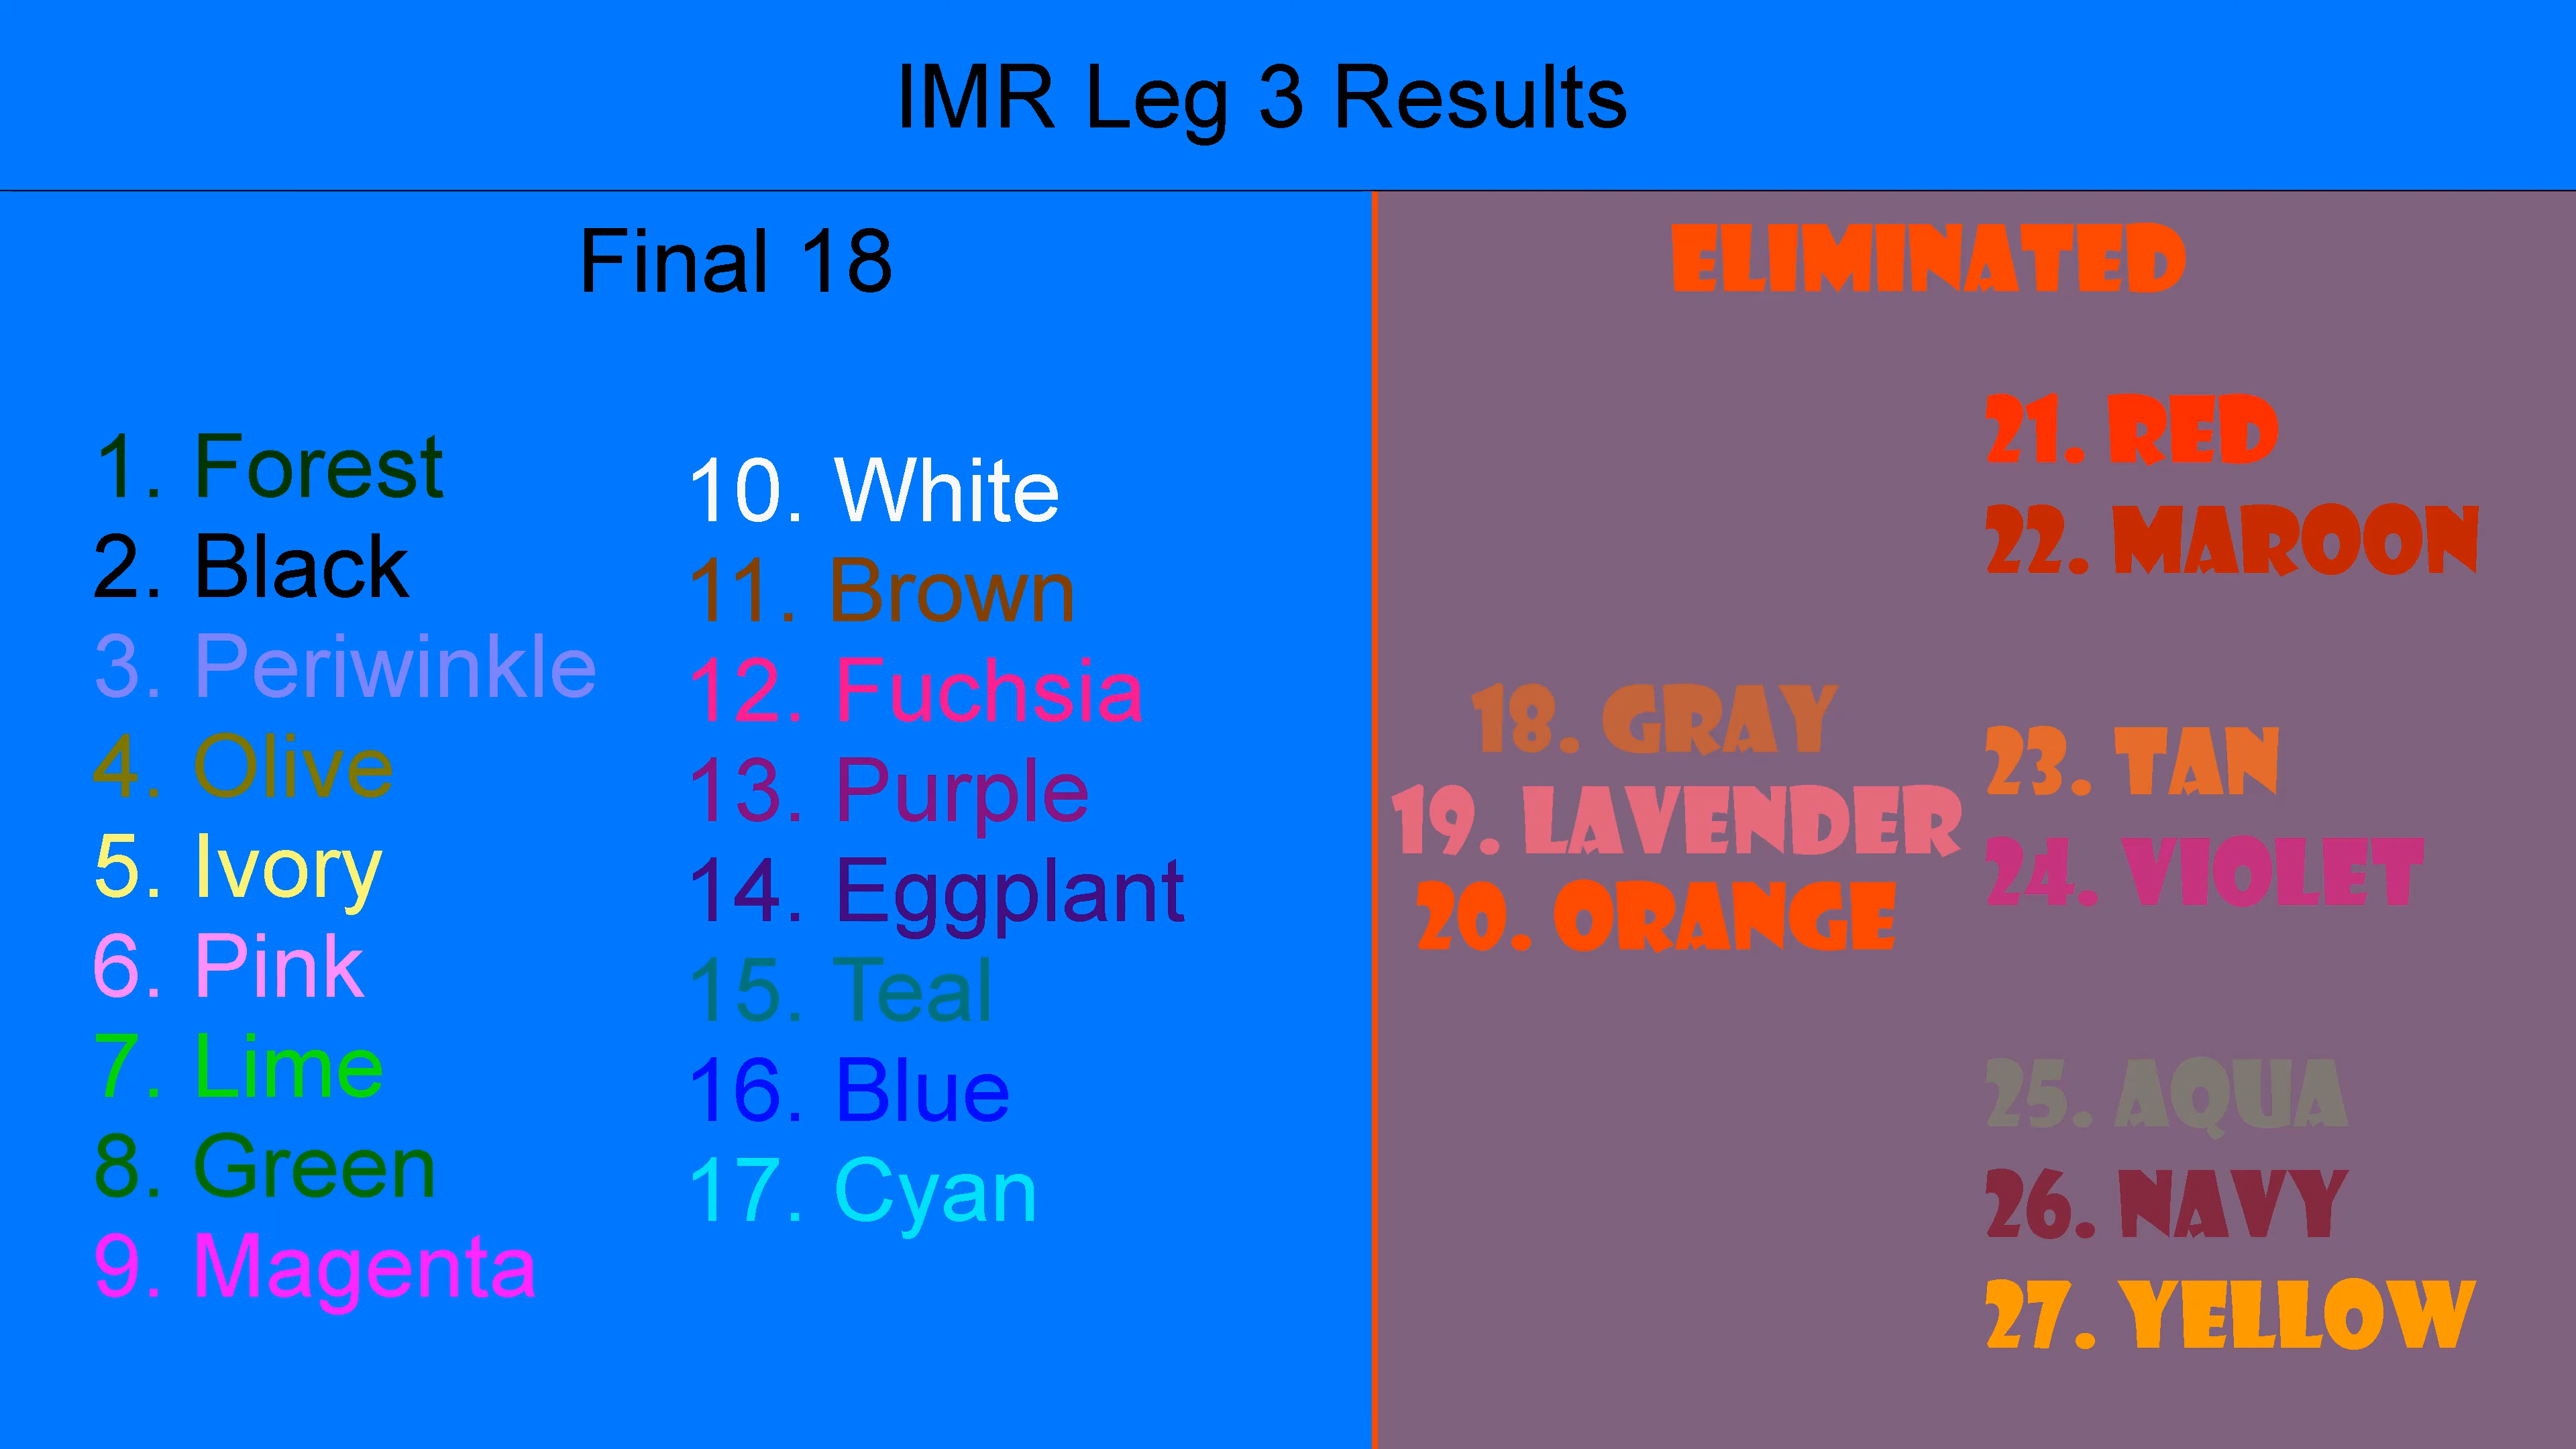 IMR Leg 3 Results
Final 18
1. Forest
2. Black
3. Periwinkle
4. Olive
5. Ivory
6. Pink
7. Lime
8. Green
9. Magenta
10. White
11. Brown
12. Fuchsia
13. Purple
14. Eggplant
15. Teal
16. Blue
17. Cyan
ELIMINATED
18. GRAY
19. LAVENDER
20. ORANGE
21. RED
22. MAROON
23. TAN
24. VIOLET
25. AQUA
26. NAVY
27. YELLOW